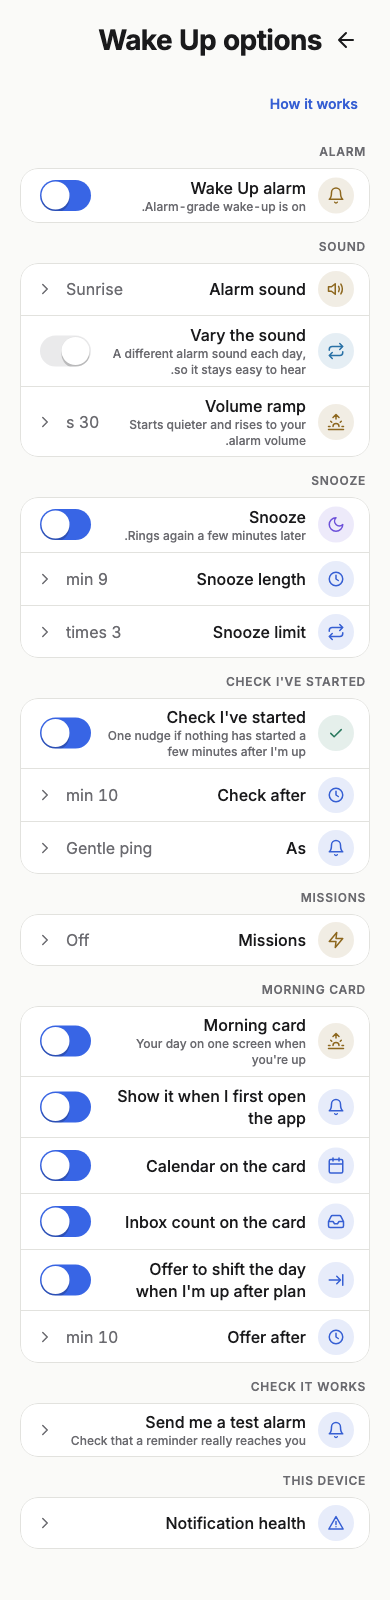 Wake Up options
How it works
ALARM
Wake Up alarm
.Alarm-grade wake-up is on
SOUND
Alarm sound
Sunrise
Vary the sound
A different alarm sound each day,
.so it stays easy to hear
Volume ramp
Starts quieter and rises to your
.alarm volume
s 30
SNOOZE
Snooze
.Rings again a few minutes later
Snooze length
min 9
Snooze limit
times 3
CHECK I'VE STARTED
Check I've started
One nudge if nothing has started a
few minutes after I'm up
Check after
min 10
As
Gentle ping
MISSIONS
Missions
Off
MORNING CARD
Morning card
Your day on one screen when
you're up
Show it when I first open
the app
Calendar on the card
Inbox count on the card
Offer to shift the day
when I'm up after plan
Offer after
min 10
CHECK IT WORKS
Send me a test alarm
Check that a reminder really reaches you
THIS DEVICE
Notification health